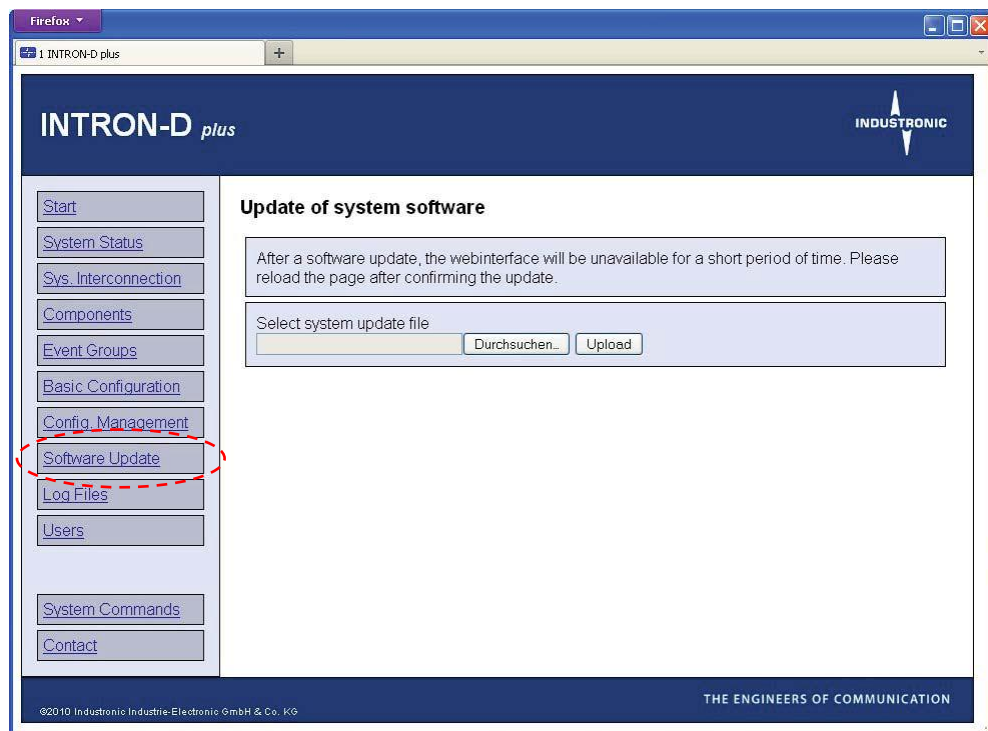 Firefox
1 INTRON-D plus
INTRON-D plus
INDUSTRONIC
Start
System Status
Sys. Interconnection
Components
Event Groups
Basic Configuration
Config. Management
Software Update
Log Files
Users
System Commands
Contact
Update of system software
After a software update, the webinterface will be unavailable for a short period of time. Please
reload the page after confirming the update.
Select system update file
Durchsuchen... Upload
©2010 Industronic Industrie-Electronic GmbH & Co. KG
THE ENGINEERS OF COMMUNICATION